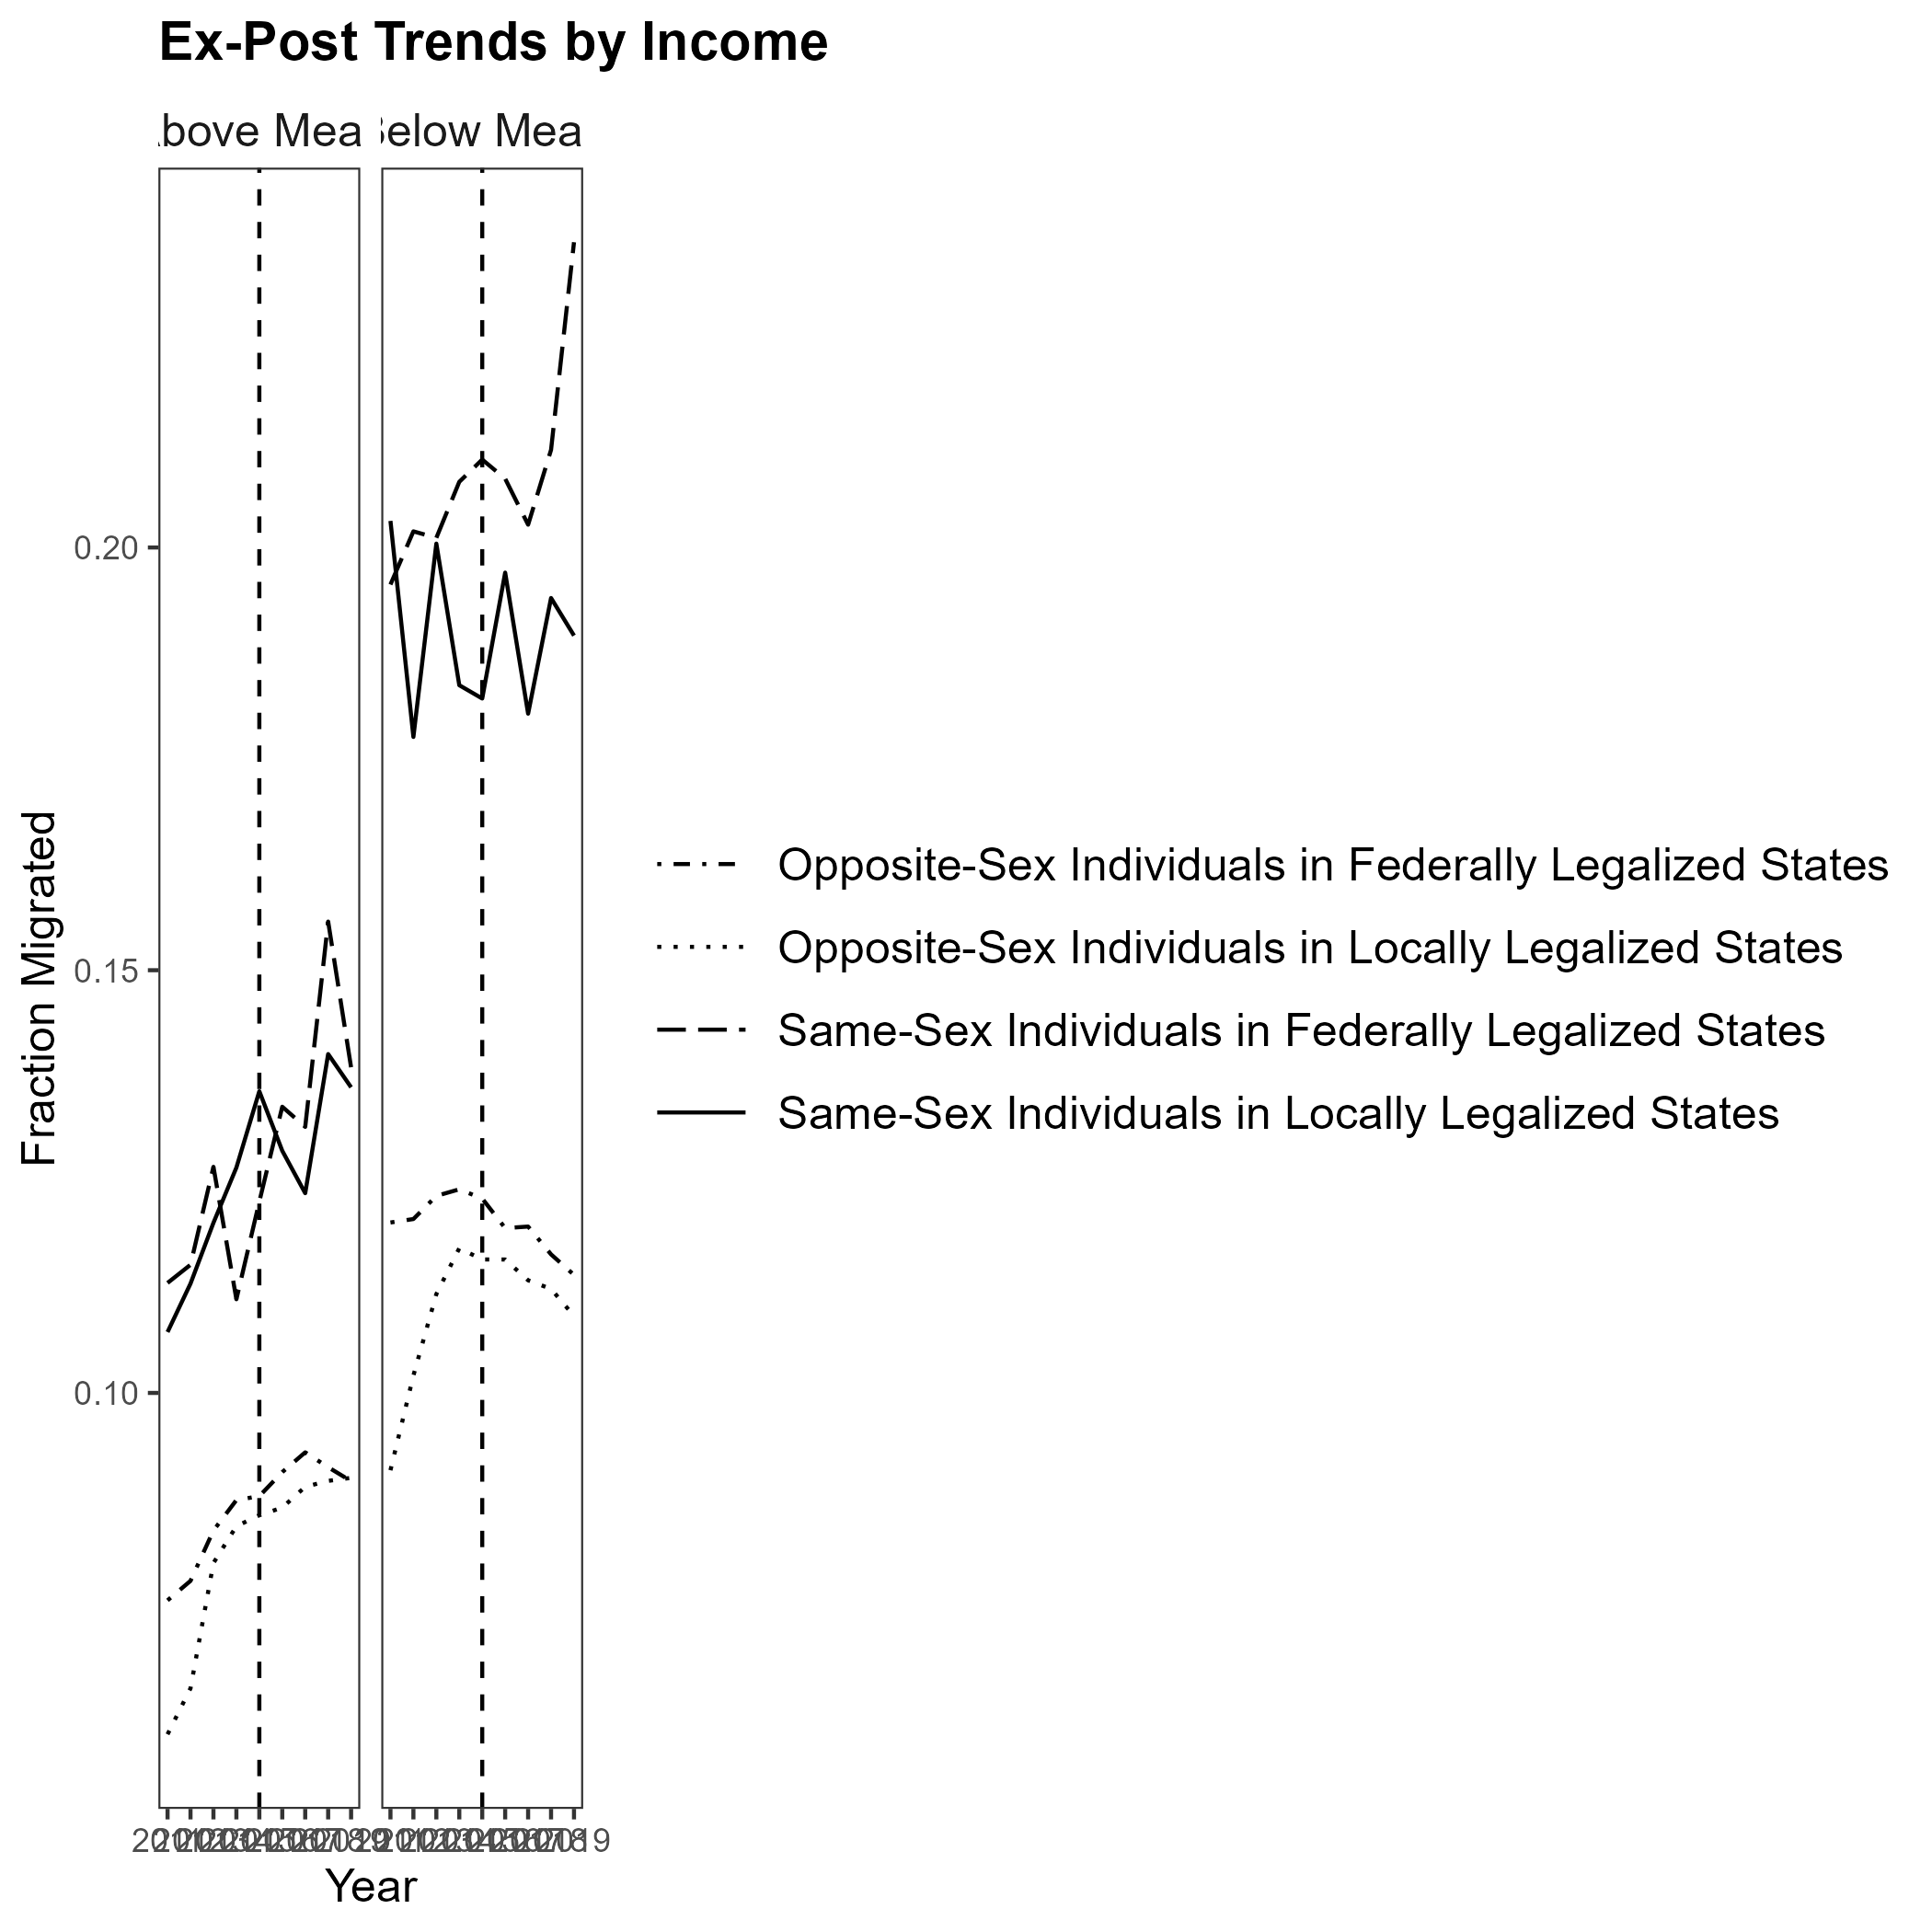 Ex-Post Trends by Income
bove Mea
elow Mea
0.20
0.15
0.10
Fraction Migrated
Opposite-Sex Individuals in Federally Legalized States
Opposite-Sex Individuals in Locally Legalized States
Same-Sex Individuals in Federally Legalized States
Same-Sex Individuals in Locally Legalized States
Year